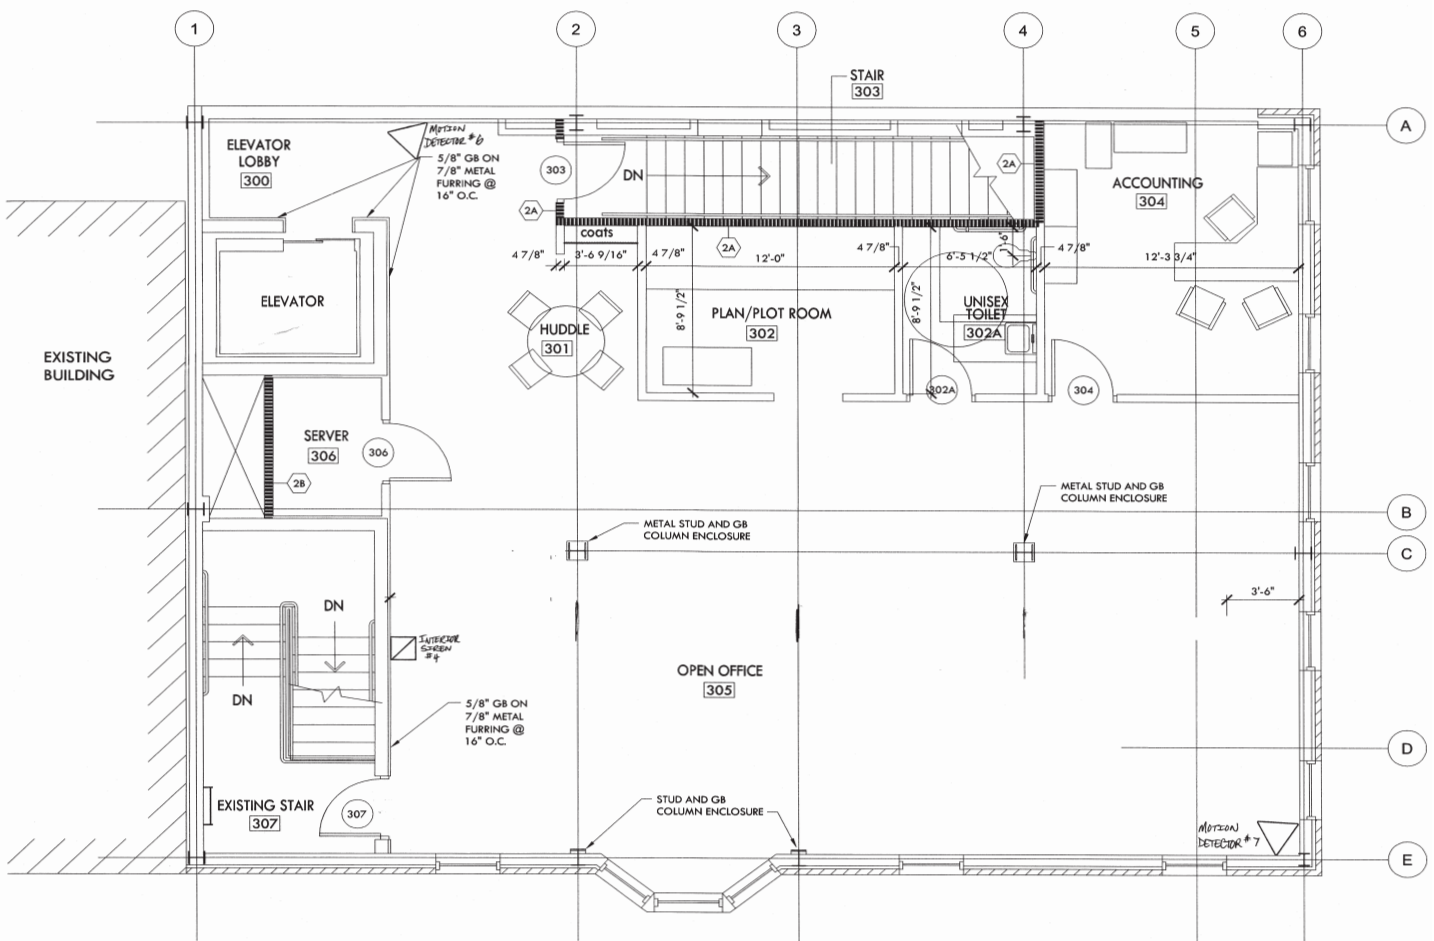 1
2
3
4
5
6
STAIR
303
A
ELEVATOR
LOBBY
300
MOTION
DETECTOR #6
5/8" GB ON
7/8" METAL
FURRING @
16" O.C.
303
DN
2A
ACCOUNTING
304
2A
coats
2A
4 7/8"
3'-6 9/16"
4 7/8"
12'-0"
4 7/8"
6'-5 1/2"
4 7/8"
12'-3 3/4"
8'-9 1/2"
8'-9 1/2"
ELEVATOR
HUDDLE
301
PLAN/PLOT ROOM
302
UNISEX
TOILET
302A
EXISTING
BUILDING
302A
304
SERVER
306
306
2B
METAL STUD AND GB
COLUMN ENCLOSURE
METAL STUD AND GB
COLUMN ENCLOSURE
B
C
3'-6"
DN
INTERIOR
SIREN
#4
DN
OPEN OFFICE
305
5/8" GB ON
7/8" METAL
FURRING @
16" O.C.
D
EXISTING STAIR
307
307
STUD AND GB
COLUMN ENCLOSURE
MOTION
DETECTOR #7
E